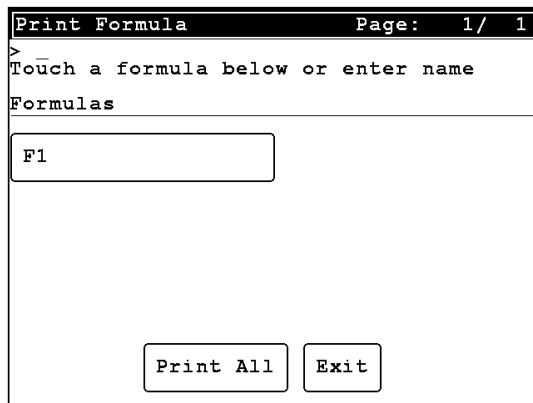 Print Formula Page: 1/ 1
> _
Touch a formula below or enter name
Formulas
F1
Print All Exit